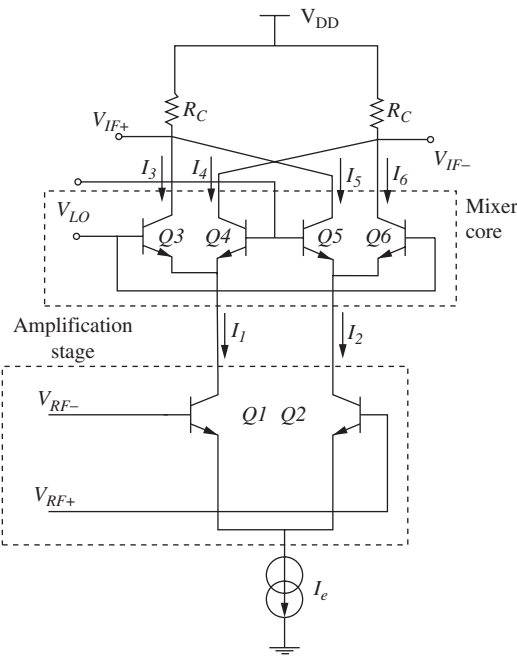 V_DD
R_C R_C
V_IF+ V_IF−
I_3 I_4 I_5 I_6
V_LO
Q3 Q4 Q5 Q6
Mixer
core
Amplification
stage
I_1 I_2
V_RF−
Q1 Q2
V_RF+
I_e